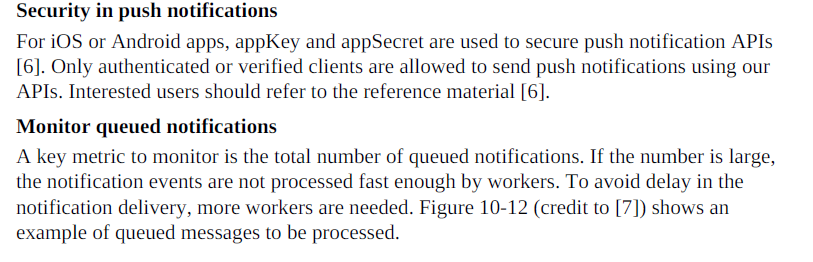 Security in push notifications
For iOS or Android apps, appKey and appSecret are used to secure push notification APIs
[6]. Only authenticated or verified clients are allowed to send push notifications using our
APIs. Interested users should refer to the reference material [6].
Monitor queued notifications
A key metric to monitor is the total number of queued notifications. If the number is large,
the notification events are not processed fast enough by workers. To avoid delay in the
notification delivery, more workers are needed. Figure 10-12 (credit to [7]) shows an
example of queued messages to be processed.